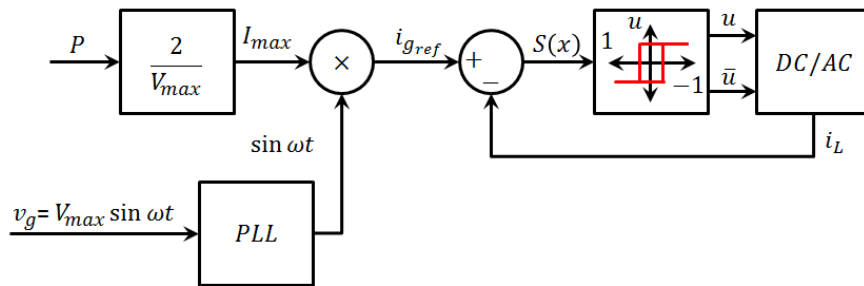 P
2
V_max
I_max
×
i_g_ref
+
−
S(x)
1
u
−1
u
ū
DC/AC
i_L
sin ωt
v_g= V_max sin ωt
PLL